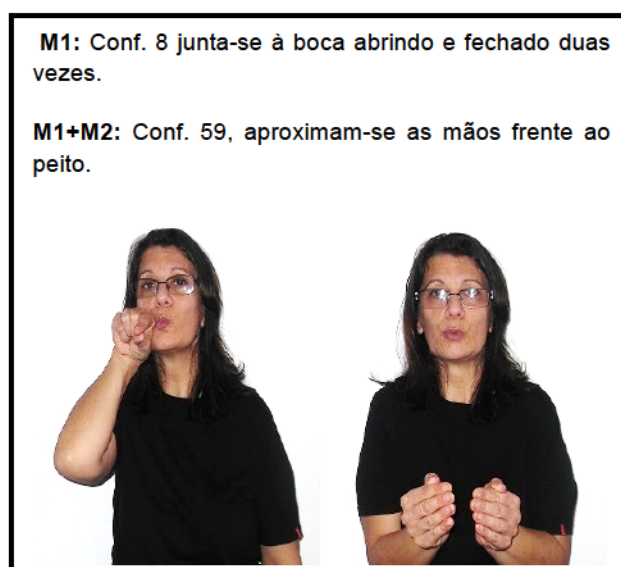 M1: Conf. 8 junta-se à boca abrindo e fechado duas
vezes.
M1+M2: Conf. 59, aproximam-se as mãos frente ao
peito.